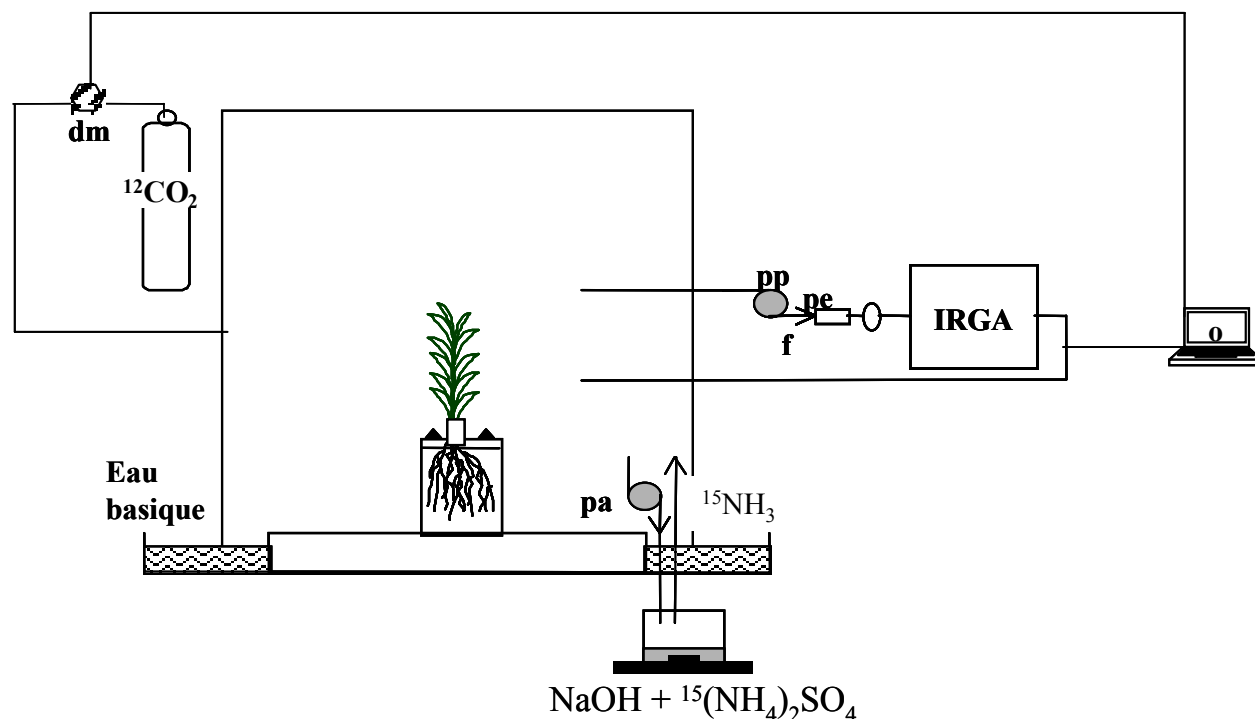 dm
¹²CO₂
pp
pe
f
IRGA
o
Eau
basique
pa
¹⁵NH₃
NaOH + ¹⁵(NH₄)₂SO₄